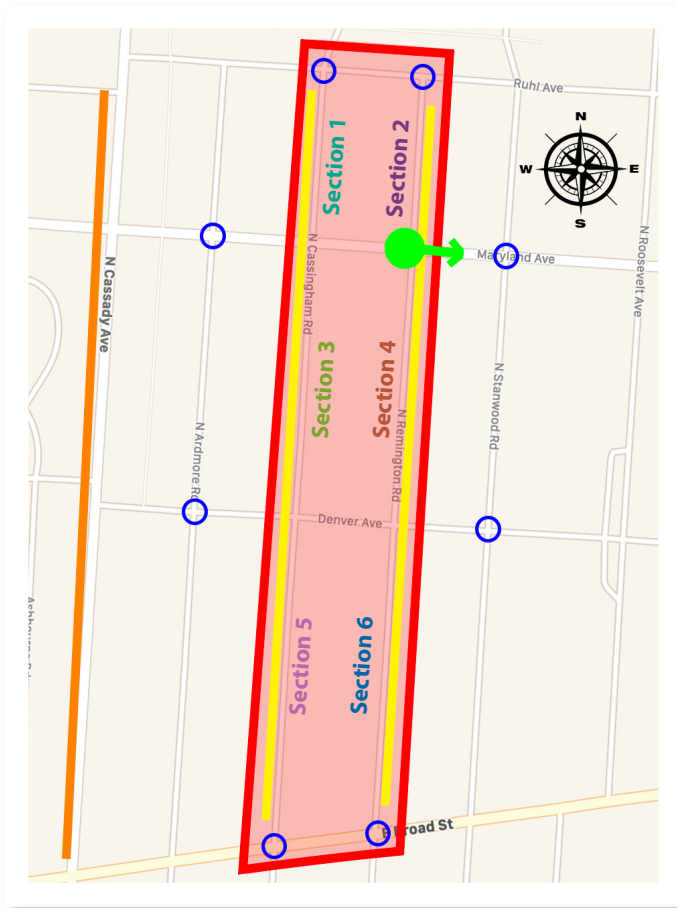 Ruhl Ave
N
W
E
S
Section 1
Section 2
N Cassingham Rd
Maryland Ave
N Roosevelt Ave
N Cassady Ave
Section 3
Section 4
N Stanwood Rd
N Ardmore Rd
N Remington Rd
Denver Ave
Section 5
Section 6
E Broad St